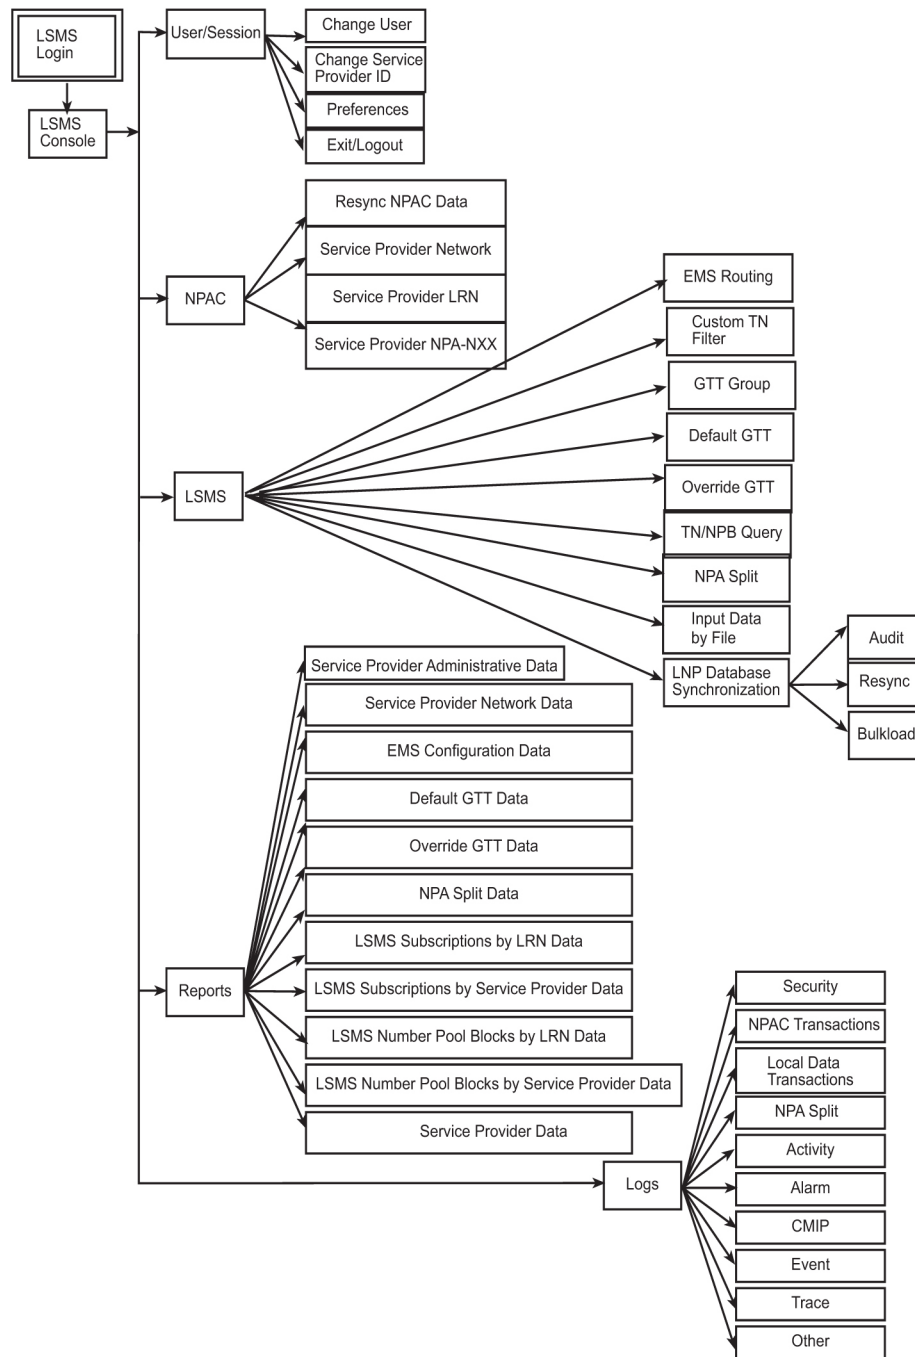 LSMS
Login
LSMS
Console
User/Session
Change User
Change Service
Provider ID
Preferences
Exit/Logout
NPAC
Resync NPAC Data
Service Provider Network
Service Provider LRN
Service Provider NPA-NXX
LSMS
EMS Routing
Custom TN
Filter
GTT Group
Default GTT
Override GTT
TN/NPB Query
NPA Split
Input Data
by File
LNP Database
Synchronization
Audit
Resync
Bulkload
Reports
Service Provider Administrative Data
Service Provider Network Data
EMS Configuration Data
Default GTT Data
Override GTT Data
NPA Split Data
LSMS Subscriptions by LRN Data
LSMS Subscriptions by Service Provider Data
LSMS Number Pool Blocks by LRN Data
LSMS Number Pool Blocks by Service Provider Data
Service Provider Data
Logs
Security
NPAC Transactions
Local Data
Transactions
NPA Split
Activity
Alarm
CMIP
Event
Trace
Other